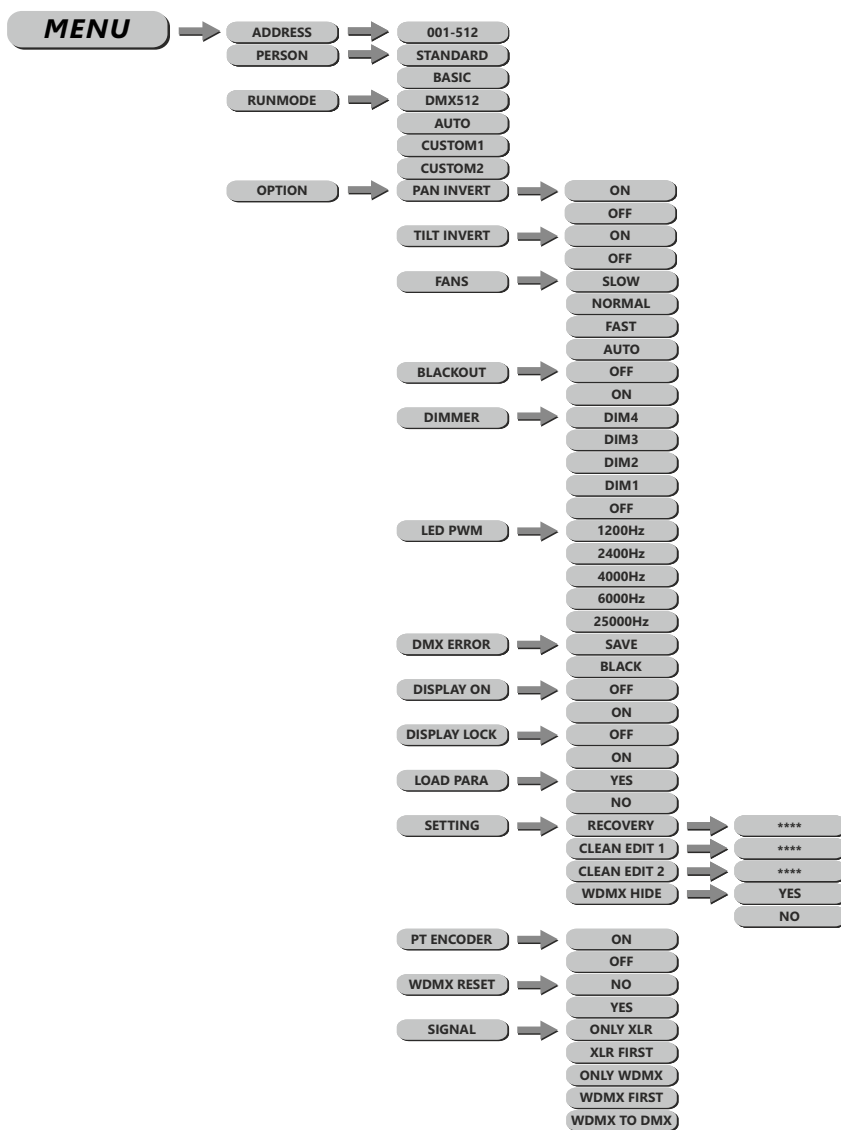 MENU
ADDRESS 001-512
PERSON STANDARD
BASIC
RUNMODE DMX512
AUTO
CUSTOM1
CUSTOM2
OPTION PAN INVERT ON
OFF
TILT INVERT ON
OFF
FANS SLOW
NORMAL
FAST
AUTO
BLACKOUT OFF
ON
DIMMER DIM4
DIM3
DIM2
DIM1
OFF
LED PWM 1200Hz
2400Hz
4000Hz
6000Hz
25000Hz
DMX ERROR SAVE
BLACK
DISPLAY ON OFF
ON
DISPLAY LOCK OFF
ON
LOAD PARA YES
NO
SETTING RECOVERY ****
CLEAN EDIT 1 ****
CLEAN EDIT 2 ****
WDMX HIDE YES
NO
PT ENCODER ON
OFF
WDMX RESET NO
YES
SIGNAL ONLY XLR
XLR FIRST
ONLY WDMX
WDMX FIRST
WDMX TO DMX